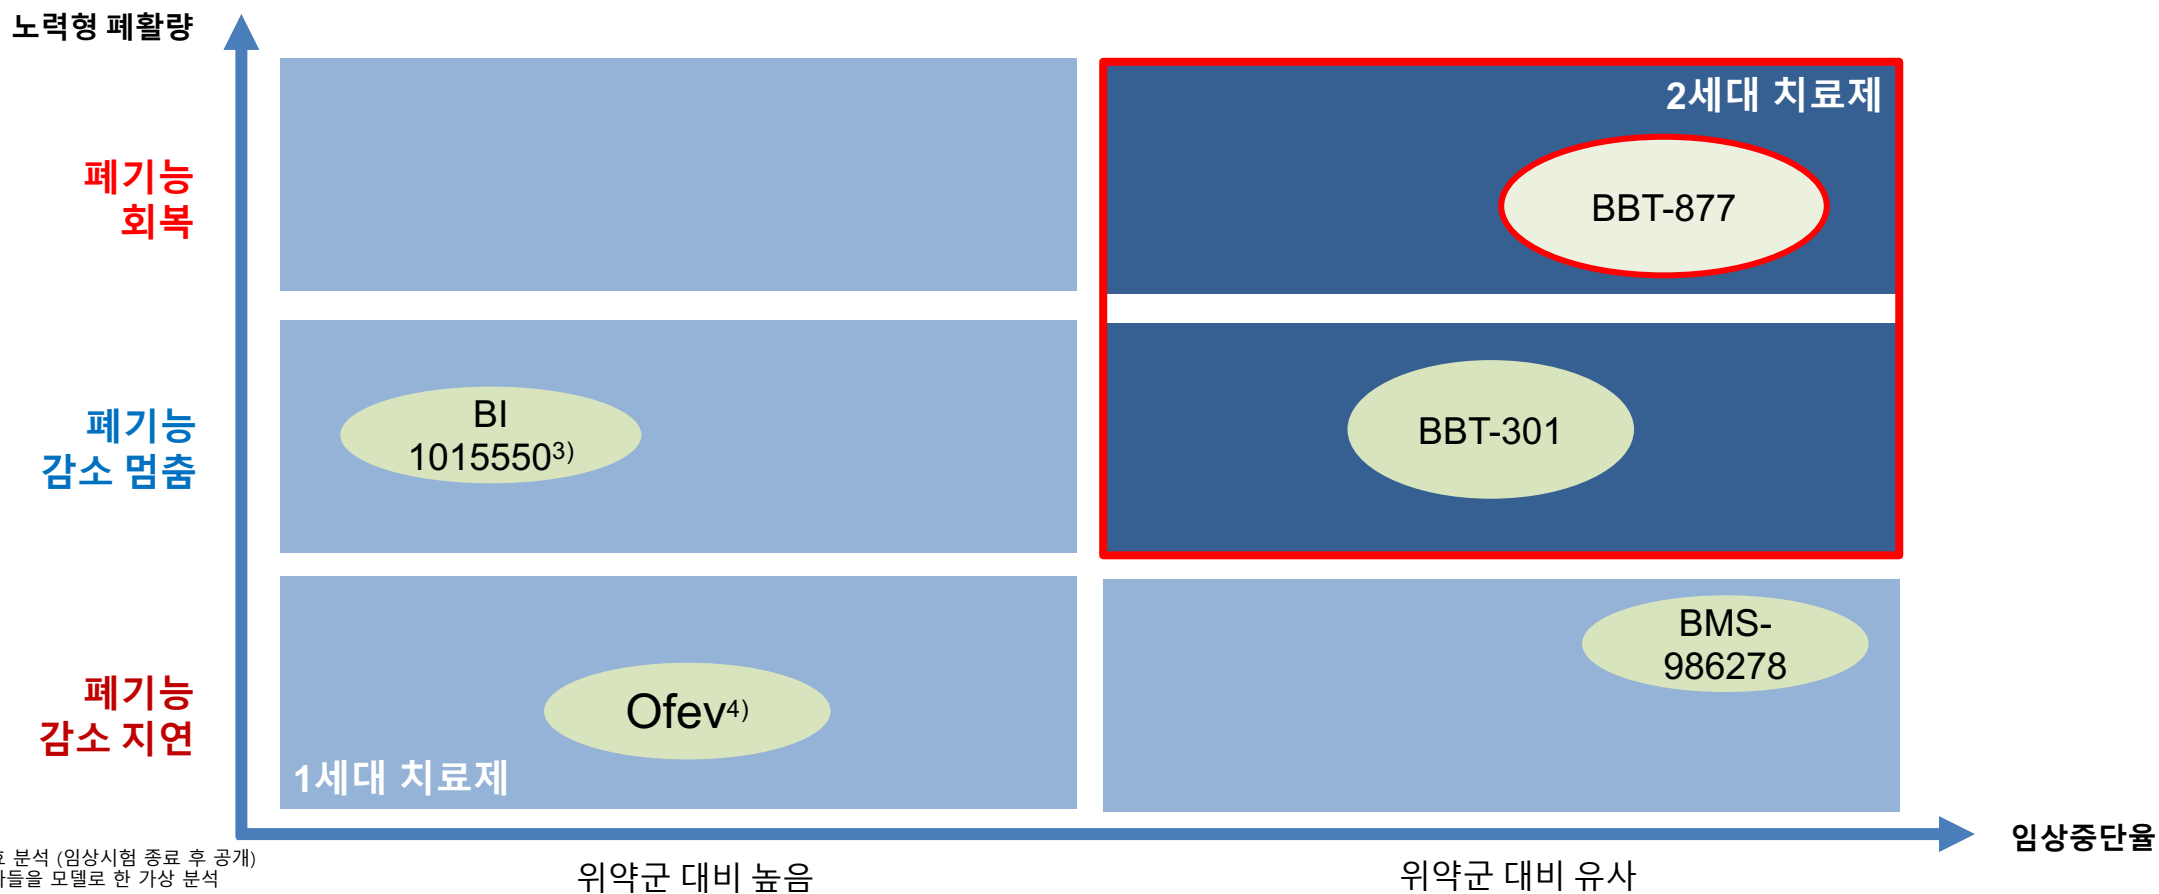 노력형 폐활량
2세대 치료제
폐기능
회복
BBT-877
폐기능
감소 멈춤
BI
1015550³⁾
BBT-301
폐기능
감소 지연
BMS-
986278
Ofev⁴⁾
1세대 치료제
임상중단율
분석 (임상시험 종료 후 공개)
들을 모델로 한 가상 분석
위약군 대비 높음
위약군 대비 유사